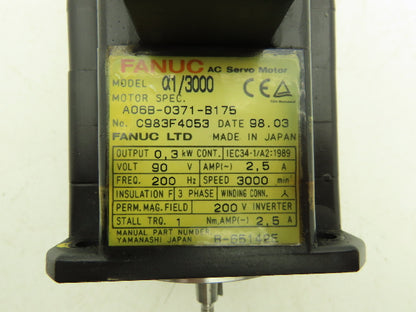 FANUC AC Servo Motor
MODEL α1/3000
MOTOR SPEC.
A06B-0371-B175
No. C983F4053 DATE 98.03
FANUC LTD MADE IN JAPAN
OUTPUT 0.3 kW CONT. IEC34-1/A2:1989
VOLT 90 V AMP(~) 2.5 A
FREQ. 200 Hz SPEED 3000 min
INSULATION F 3 PHASE WINDING CONN. 人
PERM. MAG. FIELD 200 V INVERTER
STALL TRQ. 1 Nm, AMP(~) 2.5 A
MANUAL PART NUMBER
YAMANASHI JAPAN B-65142E